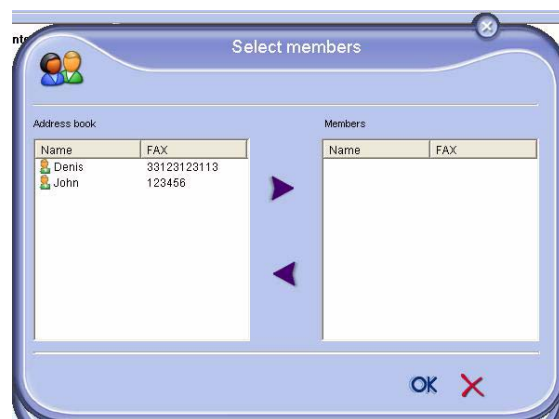 Select members
Address book
Members
Name FAX
Name FAX
Denis 33123123113
John 123456
OK